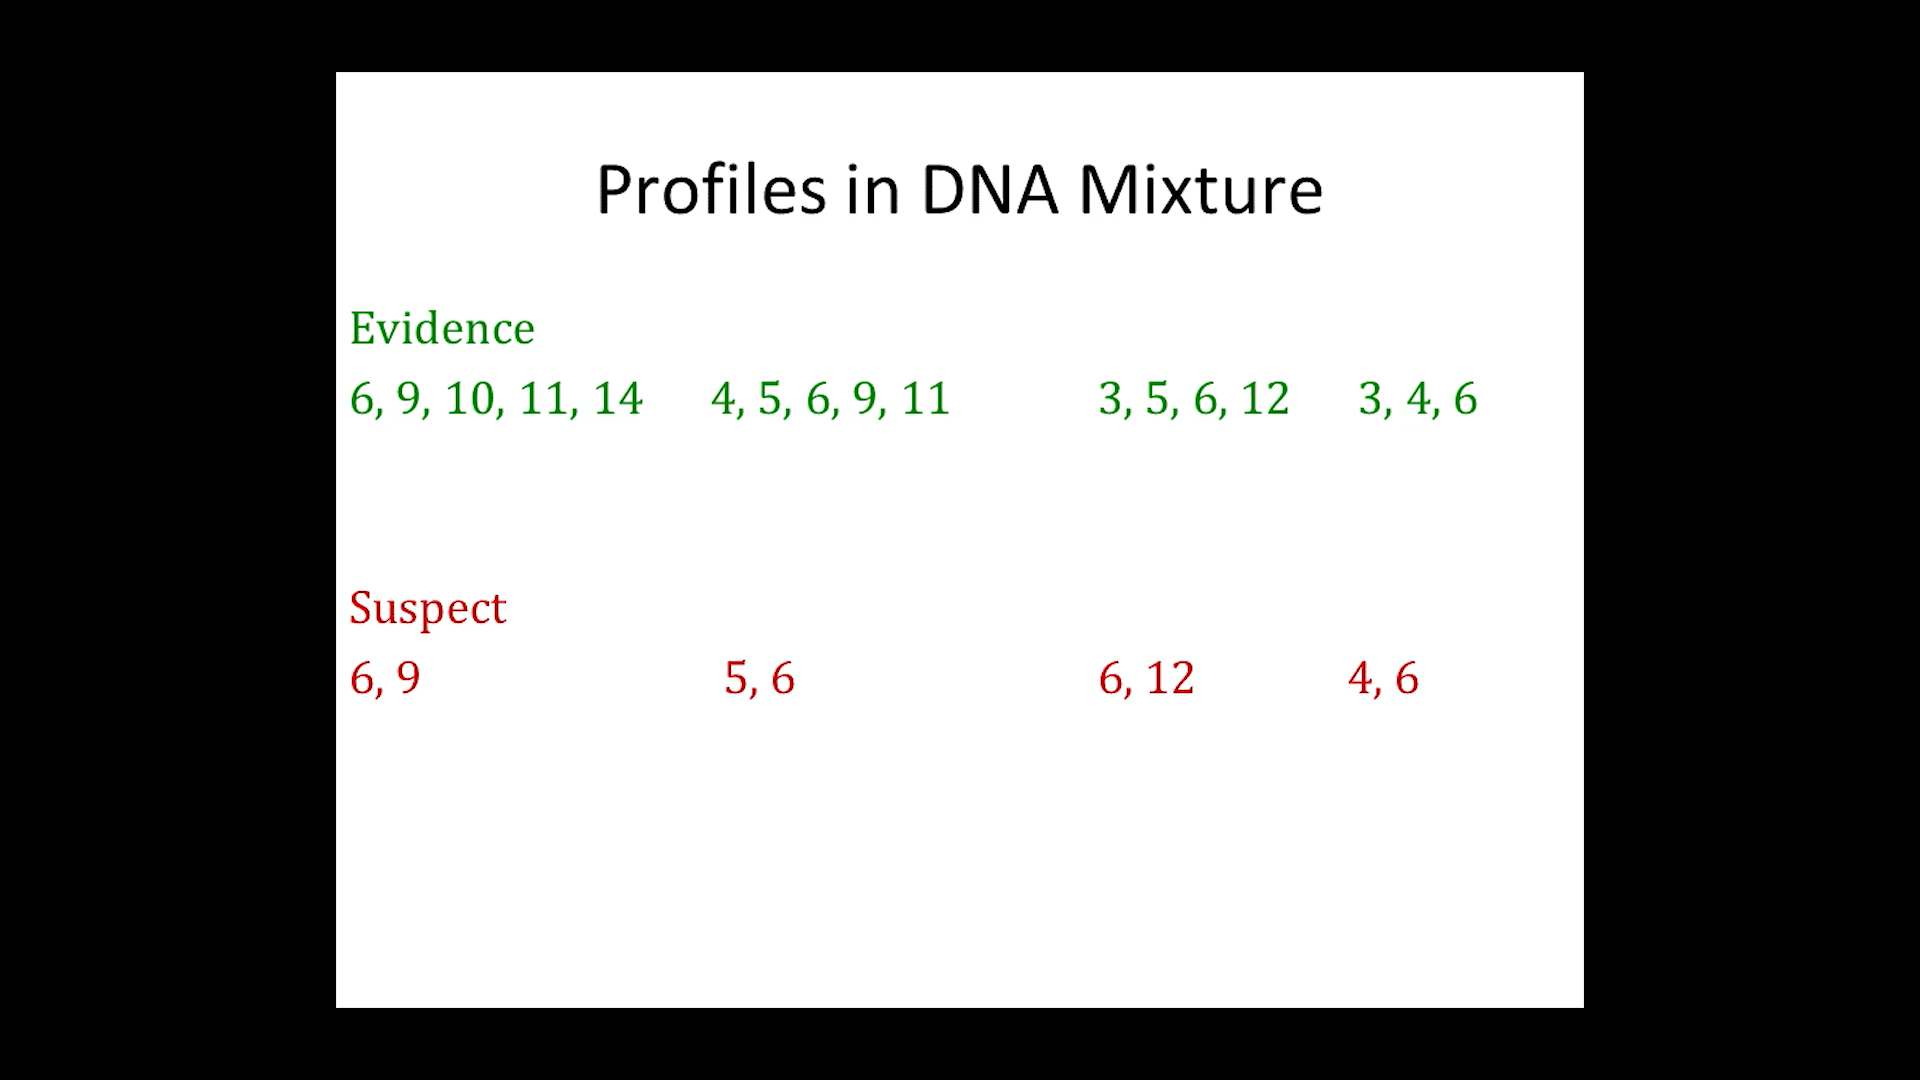 Profiles in DNA Mixture
Evidence
6, 9, 10, 11, 14 4, 5, 6, 9, 11 3, 5, 6, 12 3, 4, 6
Suspect
6, 9 5, 6 6, 12 4, 6